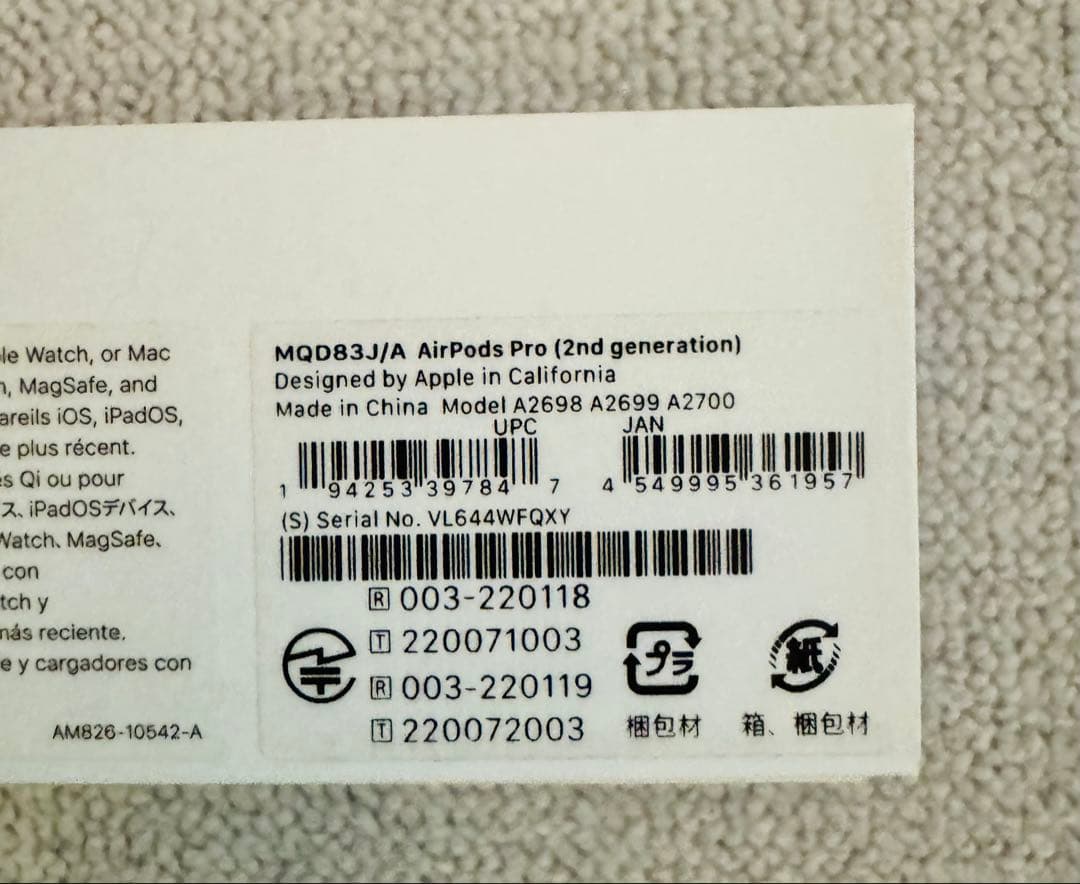 le Watch, or Mac
n, MagSafe, and
areils iOS, iPadOS,
e plus récent.
s Qi ou pour
ス、iPadOSデバイス、
Watch、MagSafe、
con
tch y
más reciente.
e y cargadores con
AM826-10542-A
MQD83J/A AirPods Pro (2nd generation)
Designed by Apple in California
Made in China Model A2698 A2699 A2700
UPC
1 94253 39784 7
JAN
4 549995 361957
(S) Serial No. VL644WFQXY
R 003-220118
T 220071003
R 003-220119
T 220072003
プラ
梱包材
紙
箱、梱包材